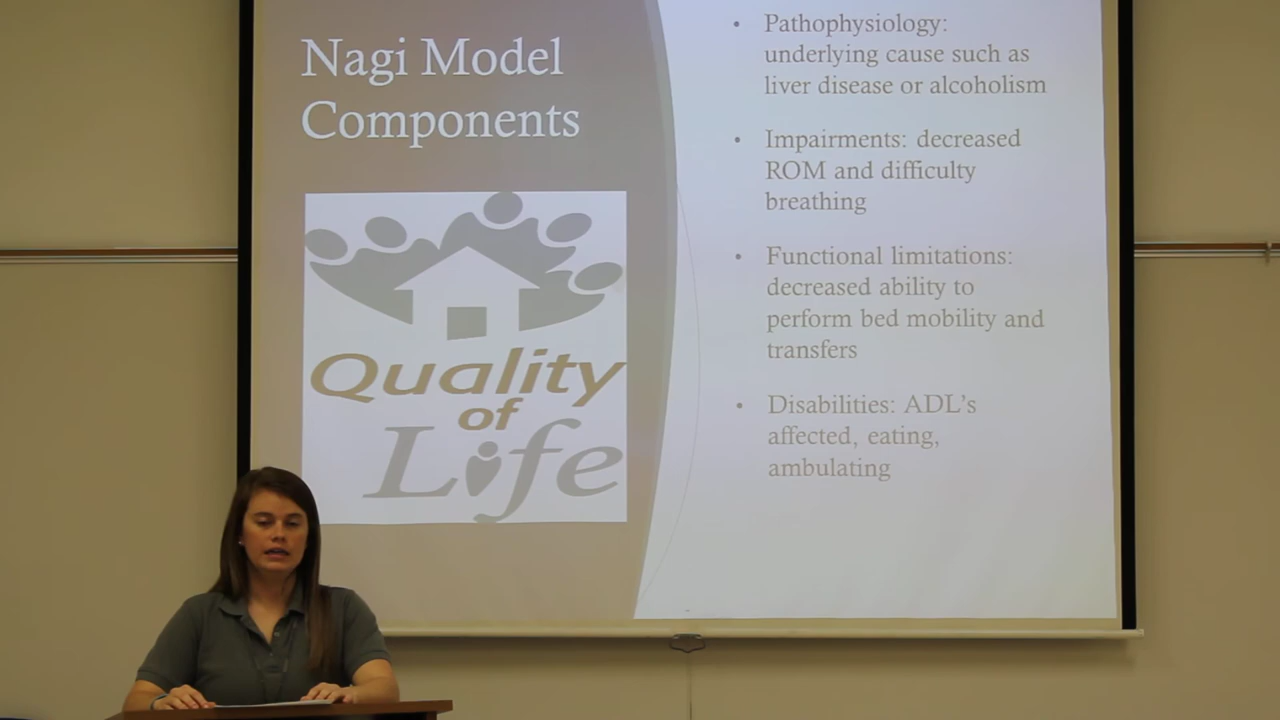 Nagi Model
Components
Quality
of
Life
• Pathophysiology:
underlying cause such as
liver disease or alcoholism
• Impairments: decreased
ROM and difficulty
breathing
• Functional limitations:
decreased ability to
perform bed mobility and
transfers
• Disabilities: ADL's
affected, eating,
ambulating